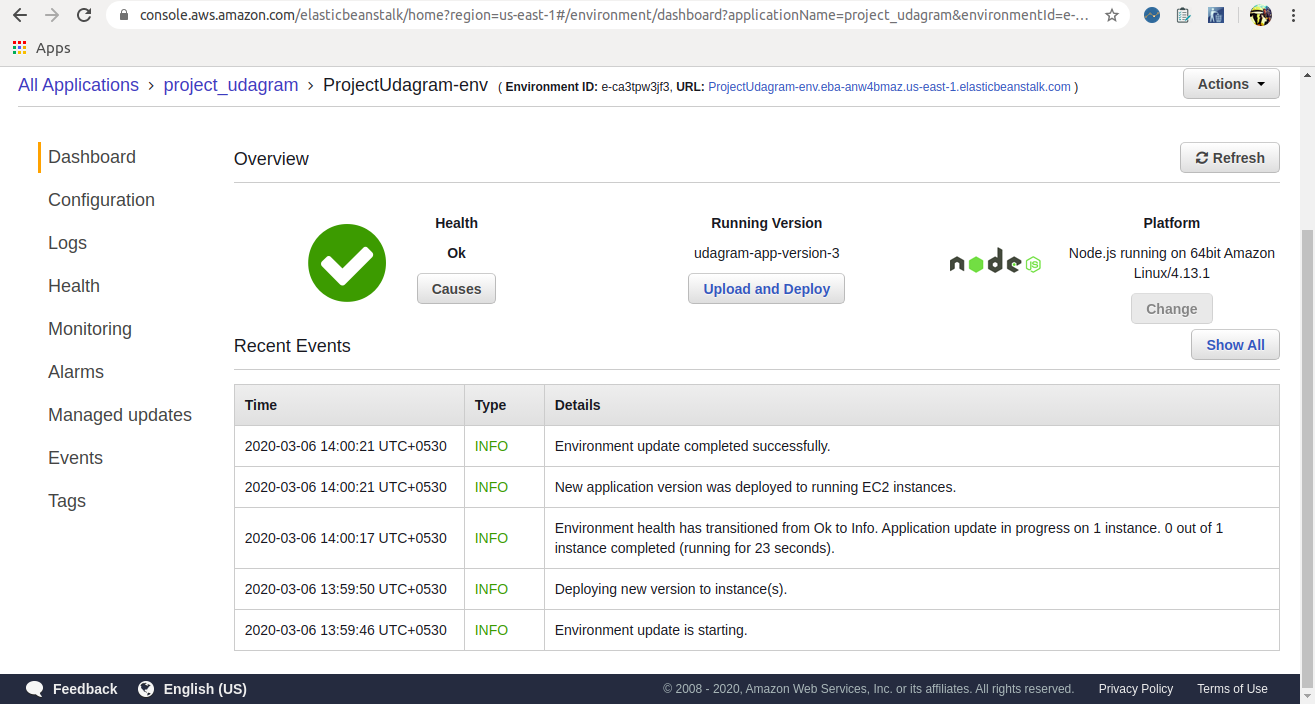 console.aws.amazon.com/elasticbeanstalk/home?region=us-east-1#/environment/dashboard?applicationName=project_udagram&environmentId=e-...
Apps
All Applications › project_udagram › ProjectUdagram-env ( Environment ID: e-ca3tpw3jf3, URL: ProjectUdagram-env.eba-anw4bmaz.us-east-1.elasticbeanstalk.com )
Actions
Dashboard
Configuration
Logs
Health
Monitoring
Alarms
Managed updates
Events
Tags
Overview
Refresh
Health
Ok
Causes
Running Version
udagram-app-version-3
Upload and Deploy
node JS
Platform
Node.js running on 64bit Amazon
Linux/4.13.1
Change
Recent Events
Show All
Time Type Details
2020-03-06 14:00:21 UTC+0530 INFO Environment update completed successfully.
2020-03-06 14:00:21 UTC+0530 INFO New application version was deployed to running EC2 instances.
2020-03-06 14:00:17 UTC+0530 INFO Environment health has transitioned from Ok to Info. Application update in progress on 1 instance. 0 out of 1
instance completed (running for 23 seconds).
2020-03-06 13:59:50 UTC+0530 INFO Deploying new version to instance(s).
2020-03-06 13:59:46 UTC+0530 INFO Environment update is starting.
Feedback English (US) © 2008 - 2020, Amazon Web Services, Inc. or its affiliates. All rights reserved. Privacy Policy Terms of Use